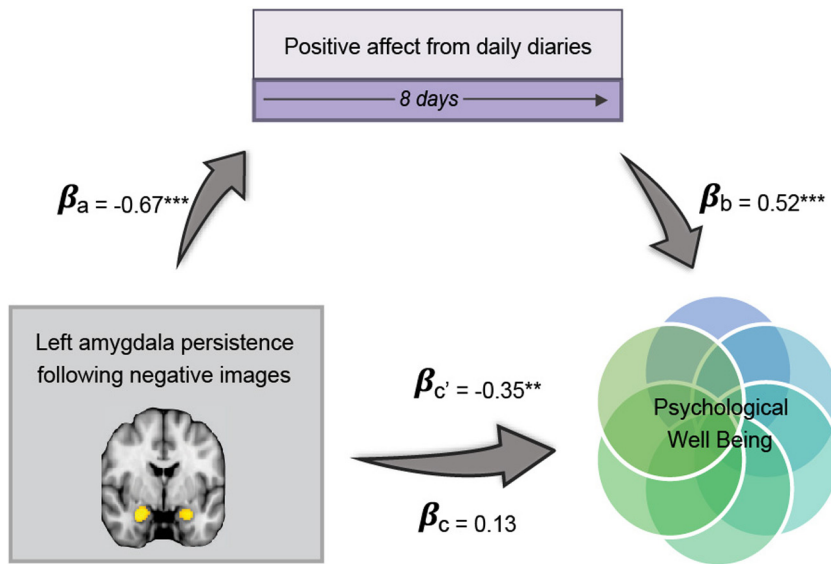 Positive affect from daily diaries
8 days
βa = -0.67***
βb = 0.52***
Left amygdala persistence
following negative images
βc' = -0.35**
Psychological
Well Being
βc = 0.13